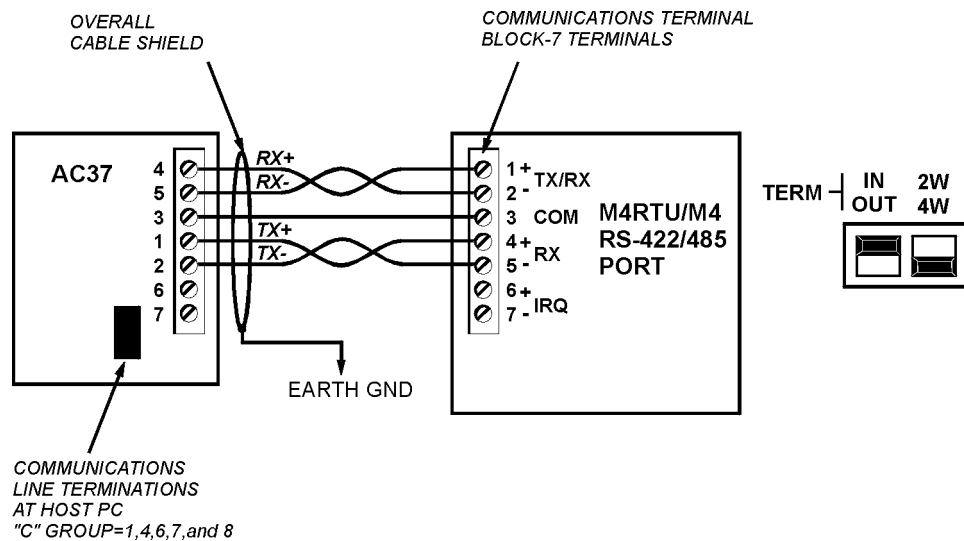 OVERALL
CABLE SHIELD
COMMUNICATIONS TERMINAL
BLOCK-7 TERMINALS
AC37
4
5
3
1
2
6
7
RX+
RX-
TX+
TX-
1 + TX/RX
2 -
3 COM
4 + RX
5 -
6 + IRQ
7 -
M4RTU/M4
RS-422/485
PORT
TERM
IN 2W
OUT 4W
EARTH GND
COMMUNICATIONS
LINE TERMINATIONS
AT HOST PC
"C" GROUP=1,4,6,7,and 8